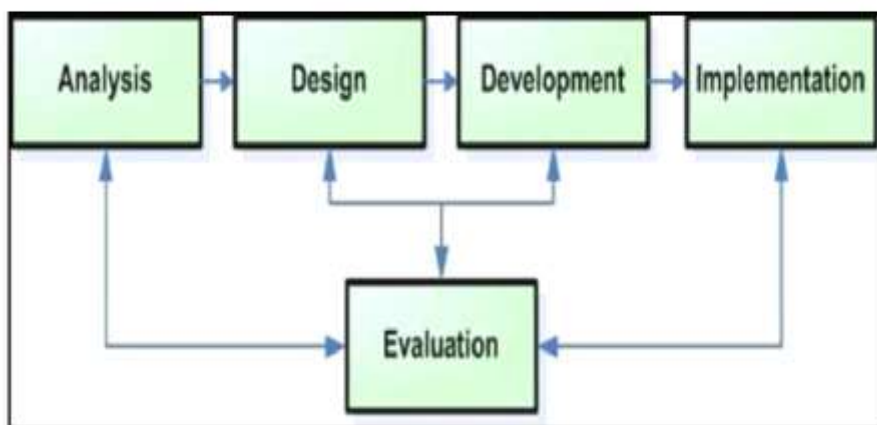 Analysis
Design
Development
Implementation
Evaluation